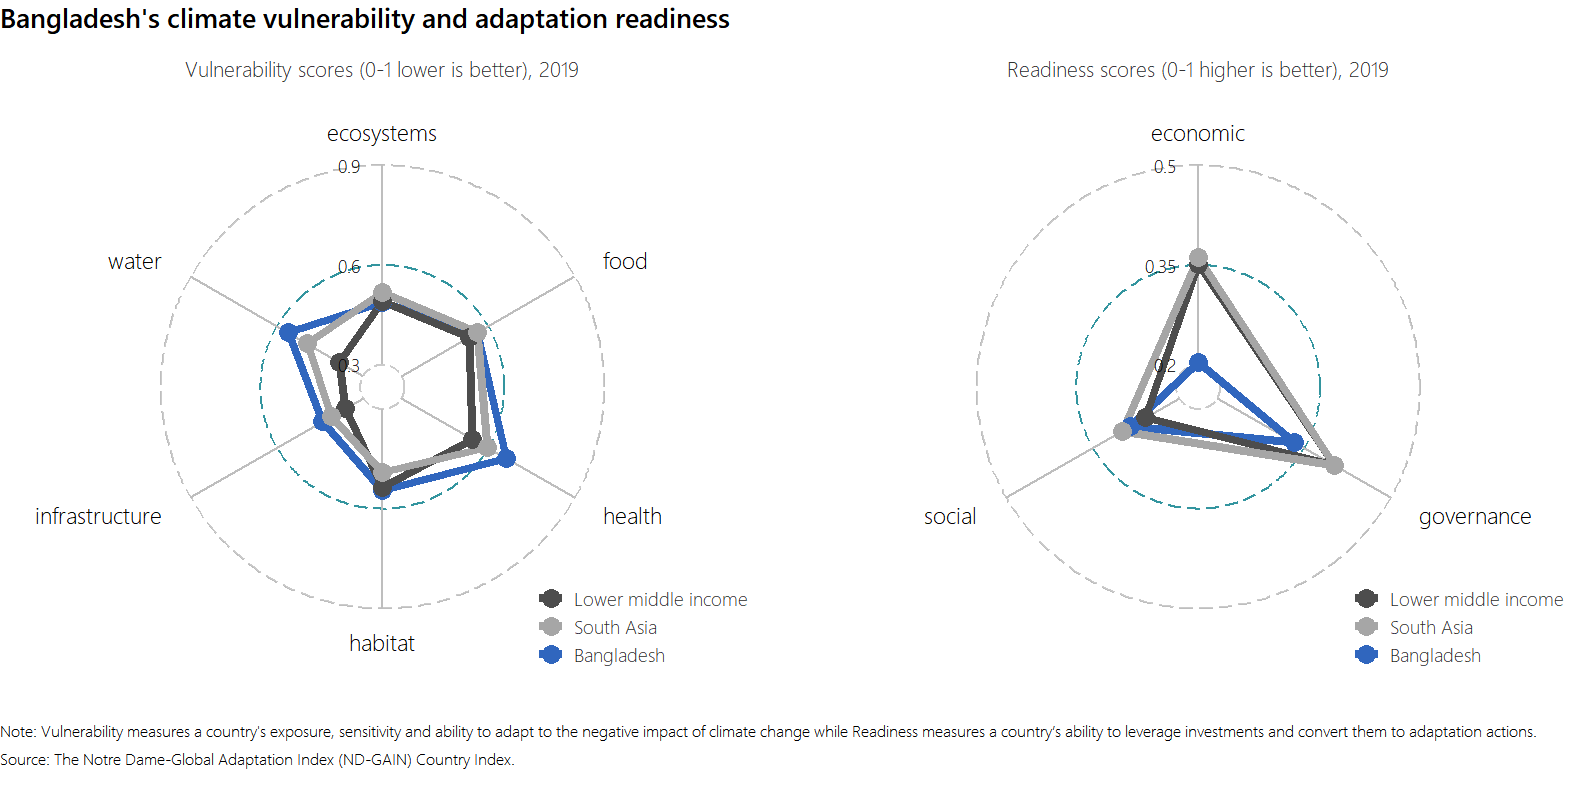 Bangladesh's climate vulnerability and adaptation readiness
Vulnerability scores (0-1 lower is better), 2019
ecosystems
0.9
water
food
0.6
0.3
infrastructure
health
habitat
Lower middle income
South Asia
Bangladesh
Readiness scores (0-1 higher is better), 2019
economic
0.5
0.35
0.2
social
governance
Lower middle income
South Asia
Bangladesh
Note: Vulnerability measures a country's exposure, sensitivity and ability to adapt to the negative impact of climate change while Readiness measures a country’s ability to leverage investments and convert them to adaptation actions.
Source: The Notre Dame-Global Adaptation Index (ND-GAIN) Country Index.